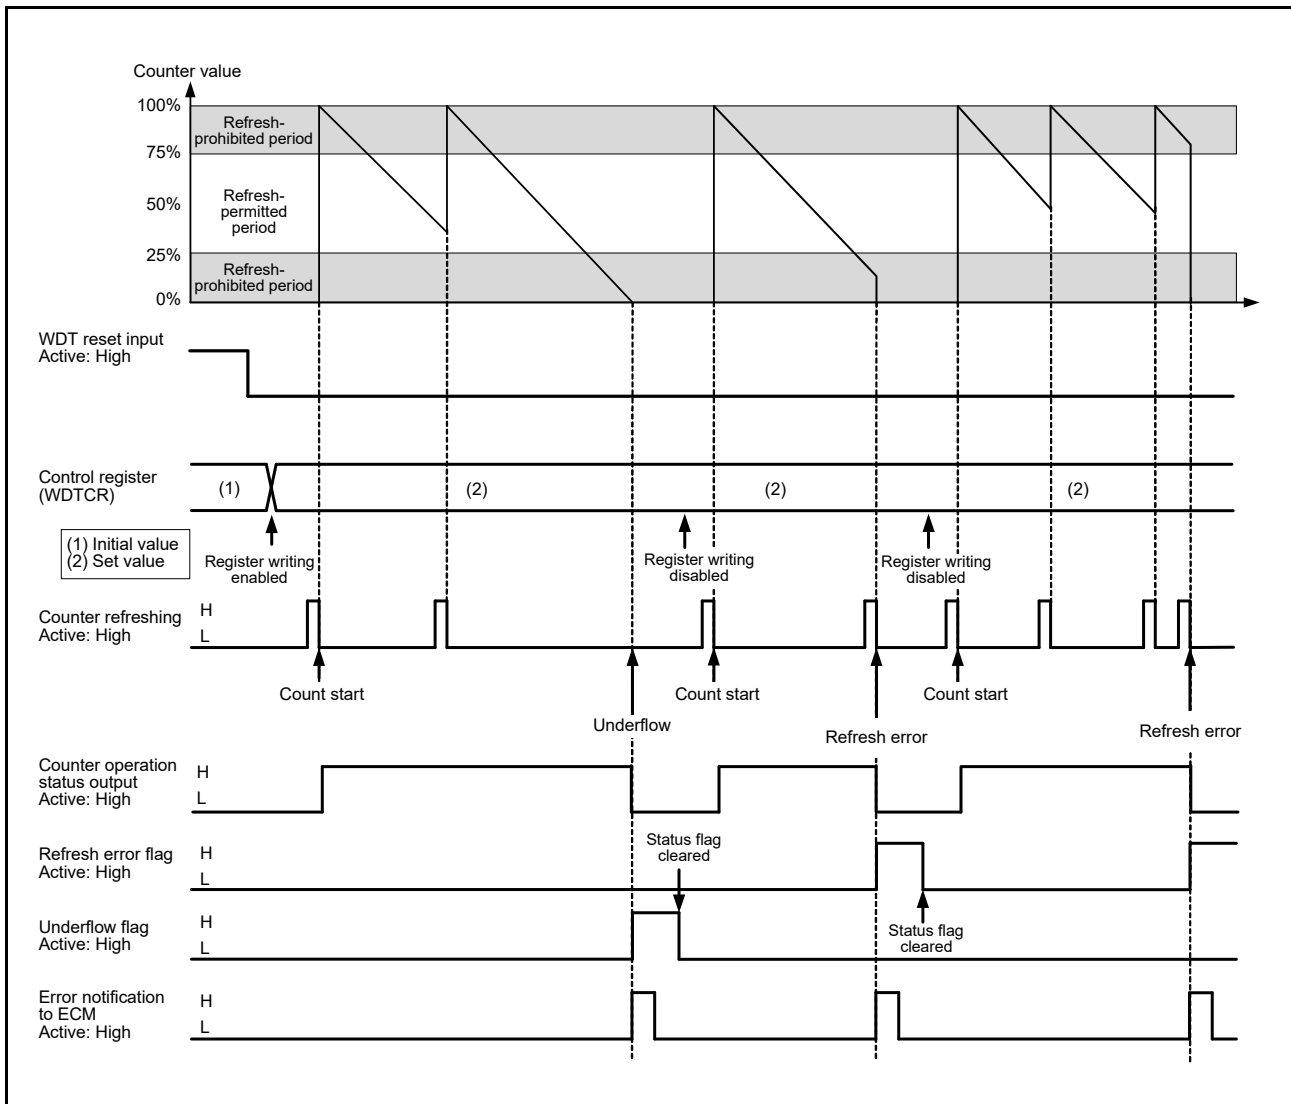 Counter value
100%
Refresh-
prohibited period
75%
Refresh-
permitted
period
50%
25%
Refresh-
prohibited period
0%
WDT reset input
Active: High
Control register
(WDTCR)
(1)
(2)
(2)
(2)
(1) Initial value
(2) Set value
Register writing
enabled
Register writing
disabled
Register writing
disabled
Counter refreshing
Active: High
H
L
Count start
Count start
Count start
Underflow
Refresh error
Refresh error
Counter operation
status output
Active: High
H
L
Status flag
cleared
Refresh error flag
Active: High
H
L
Status flag
cleared
Underflow flag
Active: High
H
L
Error notification
to ECM
Active: High
H
L